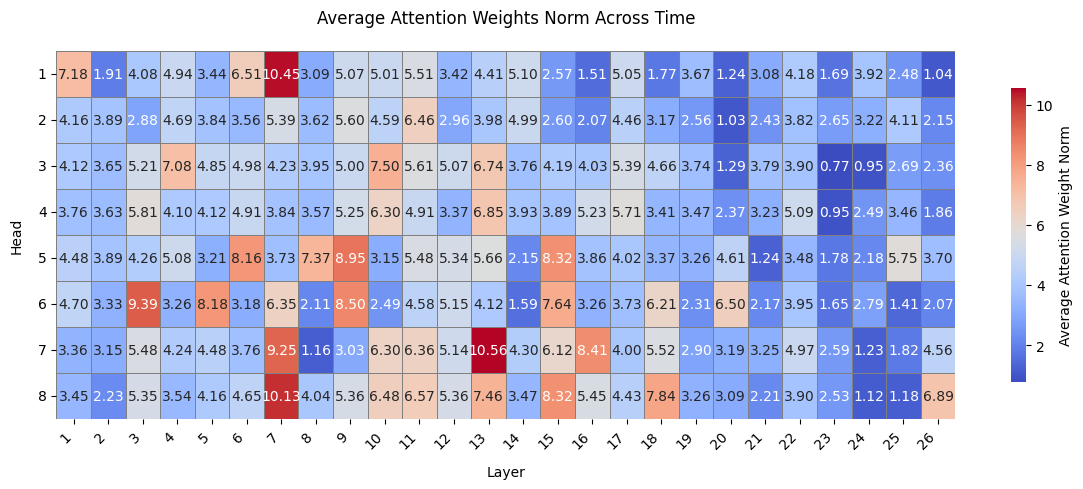 Average Attention Weights Norm Across Time
Head
1 7.18 1.91 4.08 4.94 3.44 6.51 10.45 3.09 5.07 5.01 5.51 3.42 4.41 5.10 2.57 1.51 5.05 1.77 3.67 1.24 3.08 4.18 1.69 3.92 2.48 1.04
2 4.16 3.89 2.88 4.69 3.84 3.56 5.39 3.62 5.60 4.59 6.46 2.96 3.98 4.99 2.60 2.07 4.46 3.17 2.56 1.03 2.43 3.82 2.65 3.22 4.11 2.15
3 4.12 3.65 5.21 7.08 4.85 4.98 4.23 3.95 5.00 7.50 5.61 5.07 6.74 3.76 4.19 4.03 5.39 4.66 3.74 1.29 3.79 3.90 0.77 0.95 2.69 2.36
4 3.76 3.63 5.81 4.10 4.12 4.91 3.84 3.57 5.25 6.30 4.91 3.37 6.85 3.93 3.89 5.23 5.71 3.41 3.47 2.37 3.23 5.09 0.95 2.49 3.46 1.86
5 4.48 3.89 4.26 5.08 3.21 8.16 3.73 7.37 8.95 3.15 5.48 5.34 5.66 2.15 8.32 3.86 4.02 3.37 3.26 4.61 1.24 3.48 1.78 2.18 5.75 3.70
6 4.70 3.33 9.39 3.26 8.18 3.18 6.35 2.11 8.50 2.49 4.58 5.15 4.12 1.59 7.64 3.26 3.73 6.21 2.31 6.50 2.17 3.95 1.65 2.79 1.41 2.07
7 3.36 3.15 5.48 4.24 4.48 3.76 9.25 1.16 3.03 6.30 6.36 5.14 10.56 4.30 6.12 8.41 4.00 5.52 2.90 3.19 3.25 4.97 2.59 1.23 1.82 4.56
8 3.45 2.23 5.35 3.54 4.16 4.65 10.13 4.04 5.36 6.48 6.57 5.36 7.46 3.47 8.32 5.45 4.43 7.84 3.26 3.09 2.21 3.90 2.53 1.12 1.18 6.89
1 2 3 4 5 6 7 8 9 10 11 12 13 14 15 16 17 18 19 20 21 22 23 24 25 26
Layer
10
8
6
4
2
Average Attention Weight Norm